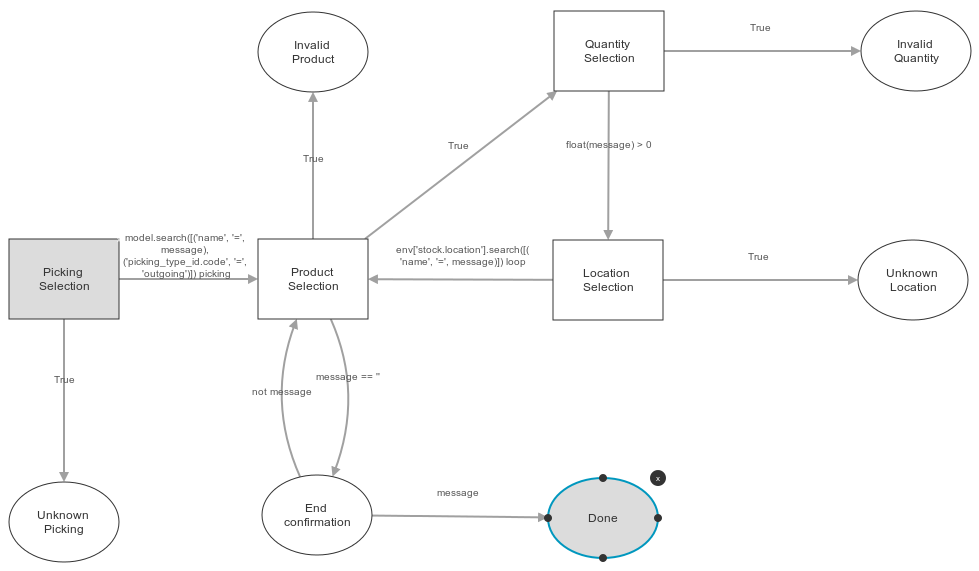 Invalid
Product
Quantity
Selection
True
Invalid
Quantity
True
True
float(message) > 0
model.search([('name', '=',
message),
('picking_type_id.code', '=',
'outgoing')]) picking
env['stock.location'].search([(
'name', '=', message)]) loop
True
Picking
Selection
Product
Selection
Location
Selection
Unknown
Location
True
message == ''
not message
message
x
Unknown
Picking
End
confirmation
Done